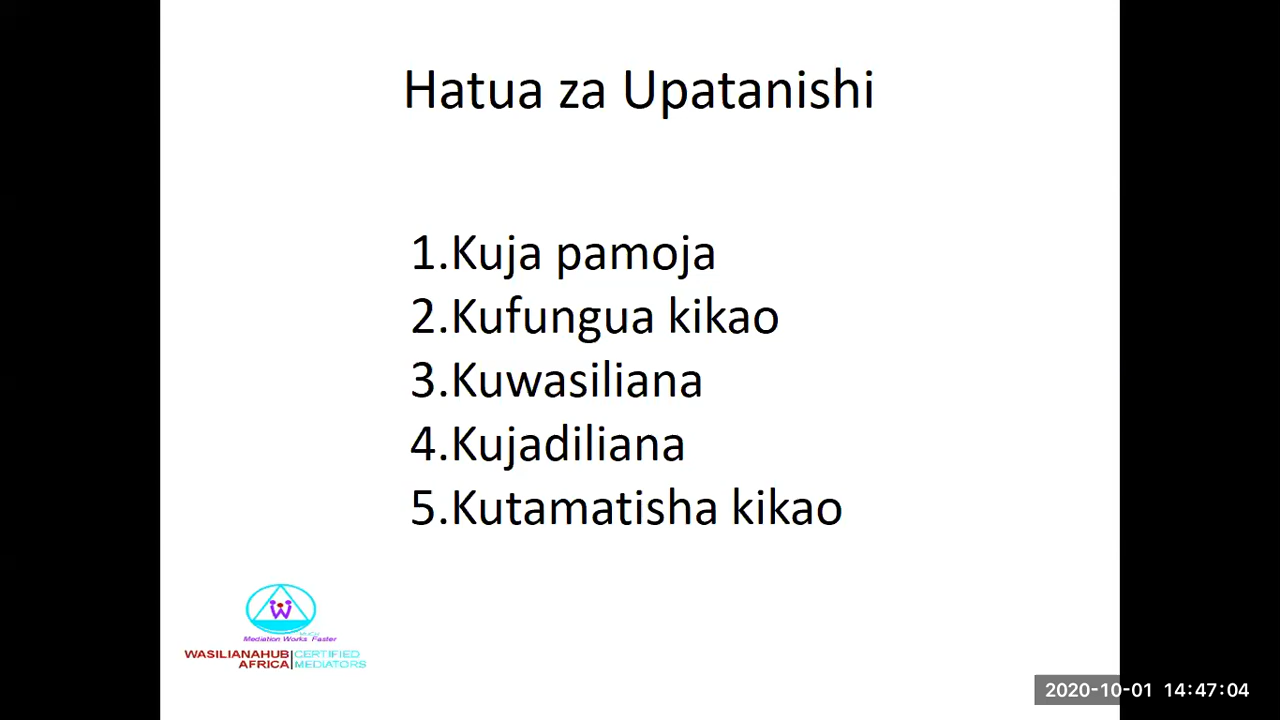 Hatua za Upatanishi
1.Kuja pamoja
2.Kufungua kikao
3.Kuwasiliana
4.Kujadiliana
5.Kutamatisha kikao
W
Mediation Works Faster
WASILIANAHUB|CERTIFIED
AFRICA|MEDIATORS
2020-10-01 14:47:04